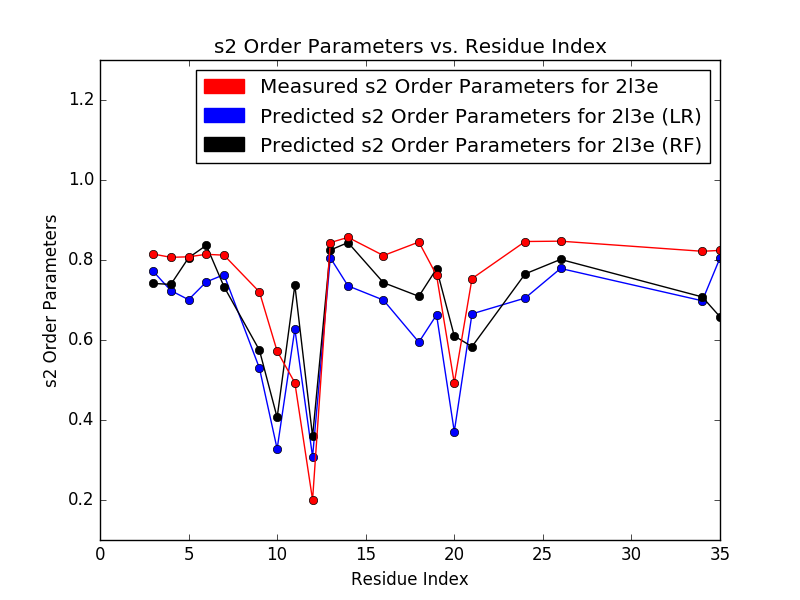 s2 Order Parameters vs. Residue Index
Measured s2 Order Parameters for 2l3e
Predicted s2 Order Parameters for 2l3e (LR)
Predicted s2 Order Parameters for 2l3e (RF)
s2 Order Parameters
1.2
1.0
0.8
0.6
0.4
0.2
0 5 10 15 20 25 30 35
Residue Index